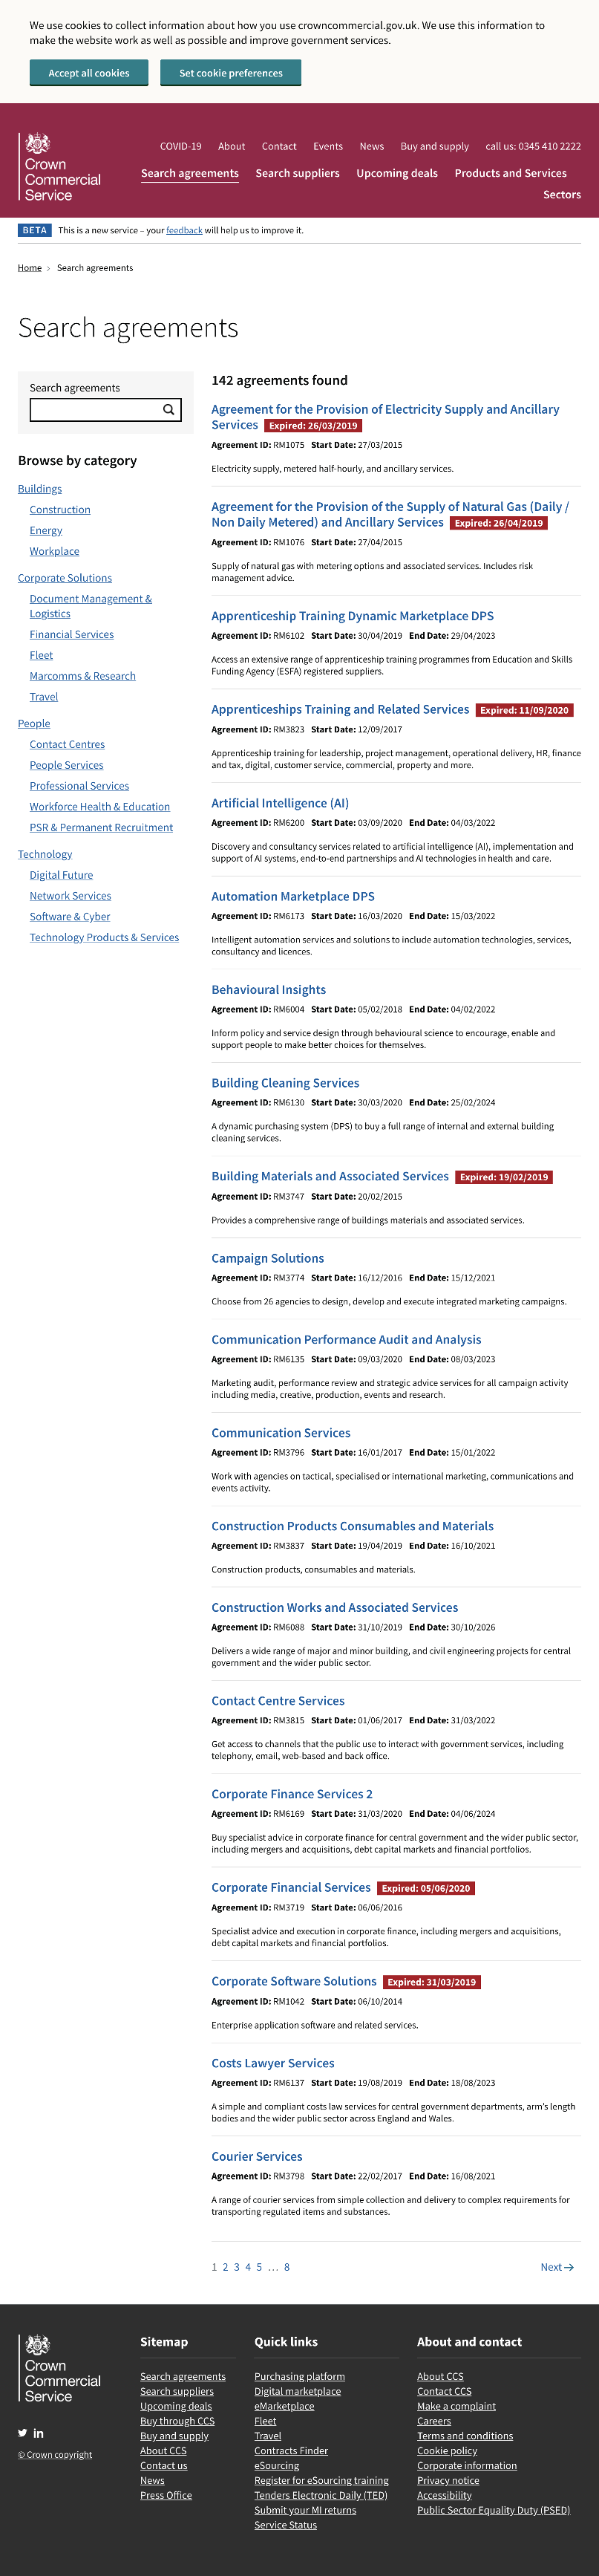 We use cookies to collect information about how you use crowncommercial.gov.uk. We use this information to
make the website work as well as possible and improve government services.
Accept all cookies
Set cookie preferences
Crown
Commercial
Service
COVID-19 About Contact Events News Buy and supply call us: 0345 410 2222
Search agreements Search suppliers Upcoming deals Products and Services
Sectors
BETA This is a new service – your feedback will help us to improve it.
Home > Search agreements
Search agreements
Search agreements
Browse by category
Buildings
Construction
Energy
Workplace
Corporate Solutions
Document Management &
Logistics
Financial Services
Fleet
Marcomms & Research
Travel
People
Contact Centres
People Services
Professional Services
Workforce Health & Education
PSR & Permanent Recruitment
Technology
Digital Future
Network Services
Software & Cyber
Technology Products & Services
142 agreements found
Agreement for the Provision of Electricity Supply and Ancillary
Services Expired: 26/03/2019
Agreement ID: RM1075 Start Date: 27/03/2015
Electricity supply, metered half-hourly, and ancillary services.
Agreement for the Provision of the Supply of Natural Gas (Daily /
Non Daily Metered) and Ancillary Services Expired: 26/04/2019
Agreement ID: RM1076 Start Date: 27/04/2015
Supply of natural gas with metering options and associated services. Includes risk
management advice.
Apprenticeship Training Dynamic Marketplace DPS
Agreement ID: RM6102 Start Date: 30/04/2019 End Date: 29/04/2023
Access an extensive range of apprenticeship training programmes from Education and Skills
Funding Agency (ESFA) registered suppliers.
Apprenticeships Training and Related Services Expired: 11/09/2020
Agreement ID: RM3823 Start Date: 12/09/2017
Apprenticeship training for leadership, project management, operational delivery, HR, finance
and tax, digital, customer service, commercial, property and more.
Artificial Intelligence (AI)
Agreement ID: RM6200 Start Date: 03/09/2020 End Date: 04/03/2022
Discovery and consultancy services related to artificial intelligence (AI), implementation and
support of AI systems, end-to-end partnerships and AI technologies in health and care.
Automation Marketplace DPS
Agreement ID: RM6173 Start Date: 16/03/2020 End Date: 15/03/2022
Intelligent automation services and solutions to include automation technologies, services,
consultancy and licences.
Behavioural Insights
Agreement ID: RM6004 Start Date: 05/02/2018 End Date: 04/02/2022
Inform policy and service design through behavioural science to encourage, enable and
support people to make better choices for themselves.
Building Cleaning Services
Agreement ID: RM6130 Start Date: 30/03/2020 End Date: 25/02/2024
A dynamic purchasing system (DPS) to buy a full range of internal and external building
cleaning services.
Building Materials and Associated Services Expired: 19/02/2019
Agreement ID: RM3747 Start Date: 20/02/2015
Provides a comprehensive range of buildings materials and associated services.
Campaign Solutions
Agreement ID: RM3774 Start Date: 16/12/2016 End Date: 15/12/2021
Choose from 26 agencies to design, develop and execute integrated marketing campaigns.
Communication Performance Audit and Analysis
Agreement ID: RM6135 Start Date: 09/03/2020 End Date: 08/03/2023
Marketing audit, performance review and strategic advice services for all campaign activity
including media, creative, production, events and research.
Communication Services
Agreement ID: RM3796 Start Date: 16/01/2017 End Date: 15/01/2022
Work with agencies on tactical, specialised or international marketing, communications and
events activity.
Construction Products Consumables and Materials
Agreement ID: RM3837 Start Date: 19/04/2019 End Date: 16/10/2021
Construction products, consumables and materials.
Construction Works and Associated Services
Agreement ID: RM6088 Start Date: 31/10/2019 End Date: 30/10/2026
Delivers a wide range of major and minor building, and civil engineering projects for central
government and the wider public sector.
Contact Centre Services
Agreement ID: RM3815 Start Date: 01/06/2017 End Date: 31/03/2022
Get access to channels that the public use to interact with government services, including
telephony, email, web-based and back office.
Corporate Finance Services 2
Agreement ID: RM6169 Start Date: 31/03/2020 End Date: 04/06/2024
Buy specialist advice in corporate finance for central government and the wider public sector,
including mergers and acquisitions, debt capital markets and financial portfolios.
Corporate Financial Services Expired: 05/06/2020
Agreement ID: RM3719 Start Date: 06/06/2016
Specialist advice and execution in corporate finance, including mergers and acquisitions,
debt capital markets and financial portfolios.
Corporate Software Solutions Expired: 31/03/2019
Agreement ID: RM1042 Start Date: 06/10/2014
Enterprise application software and related services.
Costs Lawyer Services
Agreement ID: RM6137 Start Date: 19/08/2019 End Date: 18/08/2023
A simple and compliant costs law services for central government departments, arm's length
bodies and the wider public sector across England and Wales.
Courier Services
Agreement ID: RM3798 Start Date: 22/02/2017 End Date: 16/08/2021
A range of courier services from simple collection and delivery to complex requirements for
transporting regulated items and substances.
1 2 3 4 5 … 8 Next →
Crown
Commercial
Service
© Crown copyright
Sitemap
Search agreements
Search suppliers
Upcoming deals
Buy through CCS
Buy and supply
About CCS
Contact us
News
Press Office
Quick links
Purchasing platform
Digital marketplace
eMarketplace
Fleet
Travel
Contracts Finder
eSourcing
Register for eSourcing training
Tenders Electronic Daily (TED)
Submit your MI returns
Service Status
About and contact
About CCS
Contact CCS
Make a complaint
Careers
Terms and conditions
Cookie policy
Corporate information
Privacy notice
Accessibility
Public Sector Equality Duty (PSED)